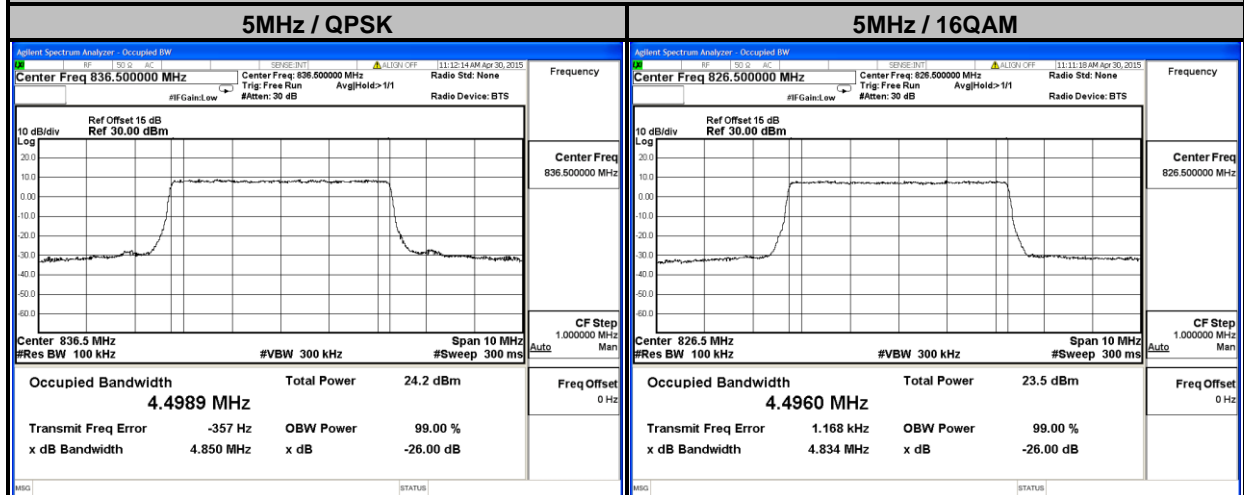 5MHz / QPSK
5MHz / 16QAM
Agilent Spectrum Analyzer - Occupied BW
RF 50 Ω AC SENSE:INT ALIGN OFF 11:12:14 AM Apr 30, 2015
Center Freq 836.500000 MHz
Center Freq: 836.500000 MHz
Radio Std: None
Trig: Free Run Avg|Hold:>1/1
#IFGain:Low #Atten: 30 dB Radio Device: BTS
Frequency
Ref Offset 15 dB
10 dB/div Ref 30.00 dBm
Log
20.0
10.0
0.00
-10.0
-20.0
-30.0
-40.0
-50.0
-60.0
Center Freq
836.500000 MHz
Center 836.5 MHz Span 10 MHz
#Res BW 100 kHz #VBW 300 kHz #Sweep 300 ms
CF Step
1.000000 MHz
Auto Man
Occupied Bandwidth Total Power 24.2 dBm
4.4989 MHz
Transmit Freq Error -357 Hz OBW Power 99.00 %
x dB Bandwidth 4.850 MHz x dB -26.00 dB
Freq Offset
0 Hz
MSG STATUS
Agilent Spectrum Analyzer - Occupied BW
RF 50 Ω AC SENSE:INT ALIGN OFF 11:11:18 AM Apr 30, 2015
Center Freq 826.500000 MHz
Center Freq: 826.500000 MHz
Radio Std: None
Trig: Free Run Avg|Hold:>1/1
#IFGain:Low #Atten: 30 dB Radio Device: BTS
Frequency
Ref Offset 15 dB
10 dB/div Ref 30.00 dBm
Log
20.0
10.0
0.00
-10.0
-20.0
-30.0
-40.0
-50.0
-60.0
Center Freq
826.500000 MHz
Center 826.5 MHz Span 10 MHz
#Res BW 100 kHz #VBW 300 kHz #Sweep 300 ms
CF Step
1.000000 MHz
Auto Man
Occupied Bandwidth Total Power 23.5 dBm
4.4960 MHz
Transmit Freq Error 1.168 kHz OBW Power 99.00 %
x dB Bandwidth 4.834 MHz x dB -26.00 dB
Freq Offset
0 Hz
MSG STATUS